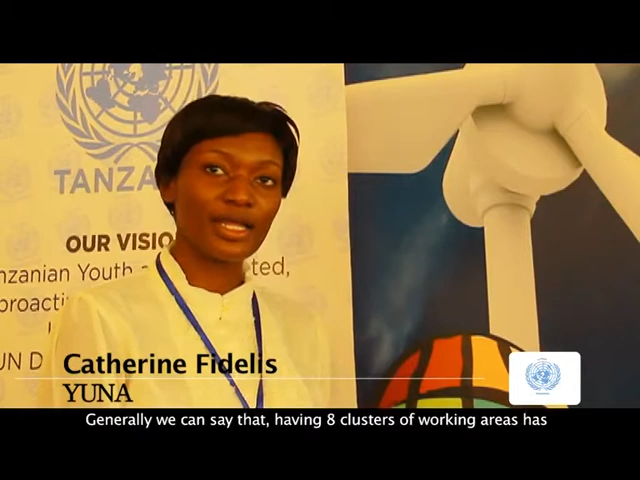 TANZA
OUR VISIO
nzanian Youth ted,
proacti
UN D
Catherine Fidelis
YUNA
Generally we can say that, having 8 clusters of working areas has